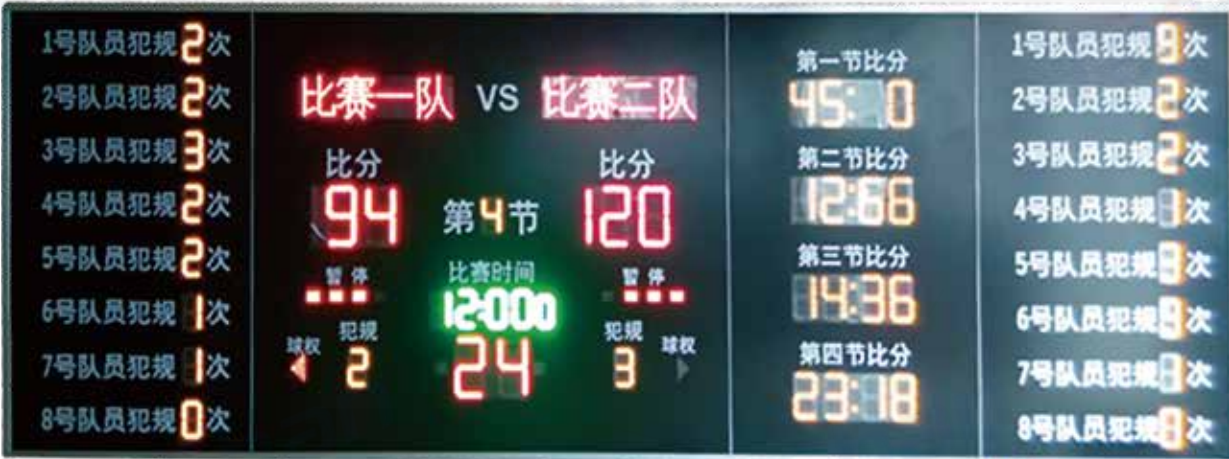 1号队员犯规2次
2号队员犯规2次
3号队员犯规3次
4号队员犯规2次
5号队员犯规2次
6号队员犯规1次
7号队员犯规1次
8号队员犯规0次
比赛一队 VS 比赛二队
比分 比分
94 第4节 120
暂停 比赛时间 暂停
12:000
球权 犯规 犯规 球权
2 24 3
第一节比分
45: 0
第二节比分
12:66
第三节比分
14:36
第四节比分
23:18
1号队员犯规9次
2号队员犯规2次
3号队员犯规2次
4号队员犯规1次
5号队员犯规次
6号队员犯规次
7号队员犯规次
8号队员犯规次